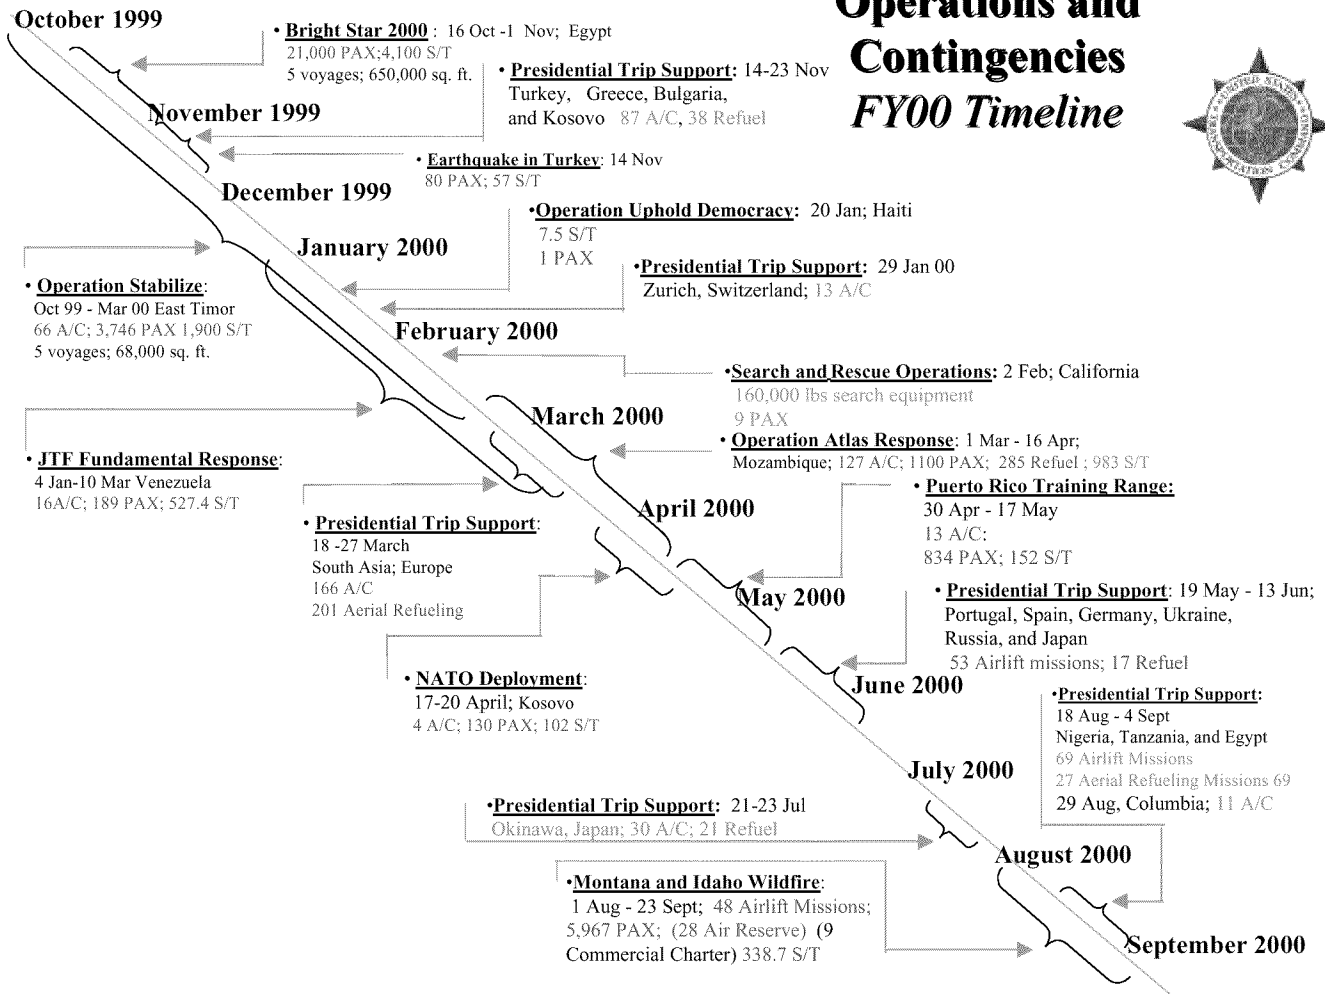 Operations and
Contingencies
FY00 Timeline
UNITED STATES TRANSPORTATION COMMAND
October 1999
• Bright Star 2000 : 16 Oct -1 Nov; Egypt
21,000 PAX;4,100 S/T
5 voyages; 650,000 sq. ft.
• Presidential Trip Support: 14-23 Nov
Turkey, Greece, Bulgaria,
and Kosovo 87 A/C, 38 Refuel
November 1999
• Earthquake in Turkey: 14 Nov
80 PAX; 57 S/T
December 1999
•Operation Uphold Democracy: 20 Jan; Haiti
7.5 S/T
1 PAX
January 2000
•Presidential Trip Support: 29 Jan 00
Zurich, Switzerland; 13 A/C
• Operation Stabilize:
Oct 99 - Mar 00 East Timor
66 A/C; 3,746 PAX 1,900 S/T
5 voyages; 68,000 sq. ft.
February 2000
•Search and Rescue Operations: 2 Feb; California
160,000 lbs search equipment
9 PAX
March 2000
• Operation Atlas Response: 1 Mar - 16 Apr;
Mozambique; 127 A/C; 1100 PAX; 285 Refuel ; 983 S/T
• JTF Fundamental Response:
4 Jan-10 Mar Venezuela
16A/C; 189 PAX; 527.4 S/T
• Puerto Rico Training Range:
30 Apr - 17 May
13 A/C:
834 PAX; 152 S/T
April 2000
• Presidential Trip Support:
18 -27 March
South Asia; Europe
166 A/C
201 Aerial Refueling
May 2000
• Presidential Trip Support: 19 May - 13 Jun;
Portugal, Spain, Germany, Ukraine,
Russia, and Japan
53 Airlift missions; 17 Refuel
• NATO Deployment:
17-20 April; Kosovo
4 A/C; 130 PAX; 102 S/T
June 2000
•Presidential Trip Support:
18 Aug - 4 Sept
Nigeria, Tanzania, and Egypt
69 Airlift Missions
27 Aerial Refueling Missions 69
29 Aug, Columbia; 11 A/C
July 2000
•Presidential Trip Support: 21-23 Jul
Okinawa, Japan; 30 A/C; 21 Refuel
August 2000
•Montana and Idaho Wildfire:
1 Aug - 23 Sept; 48 Airlift Missions;
5,967 PAX; (28 Air Reserve) (9
Commercial Charter) 338.7 S/T
September 2000